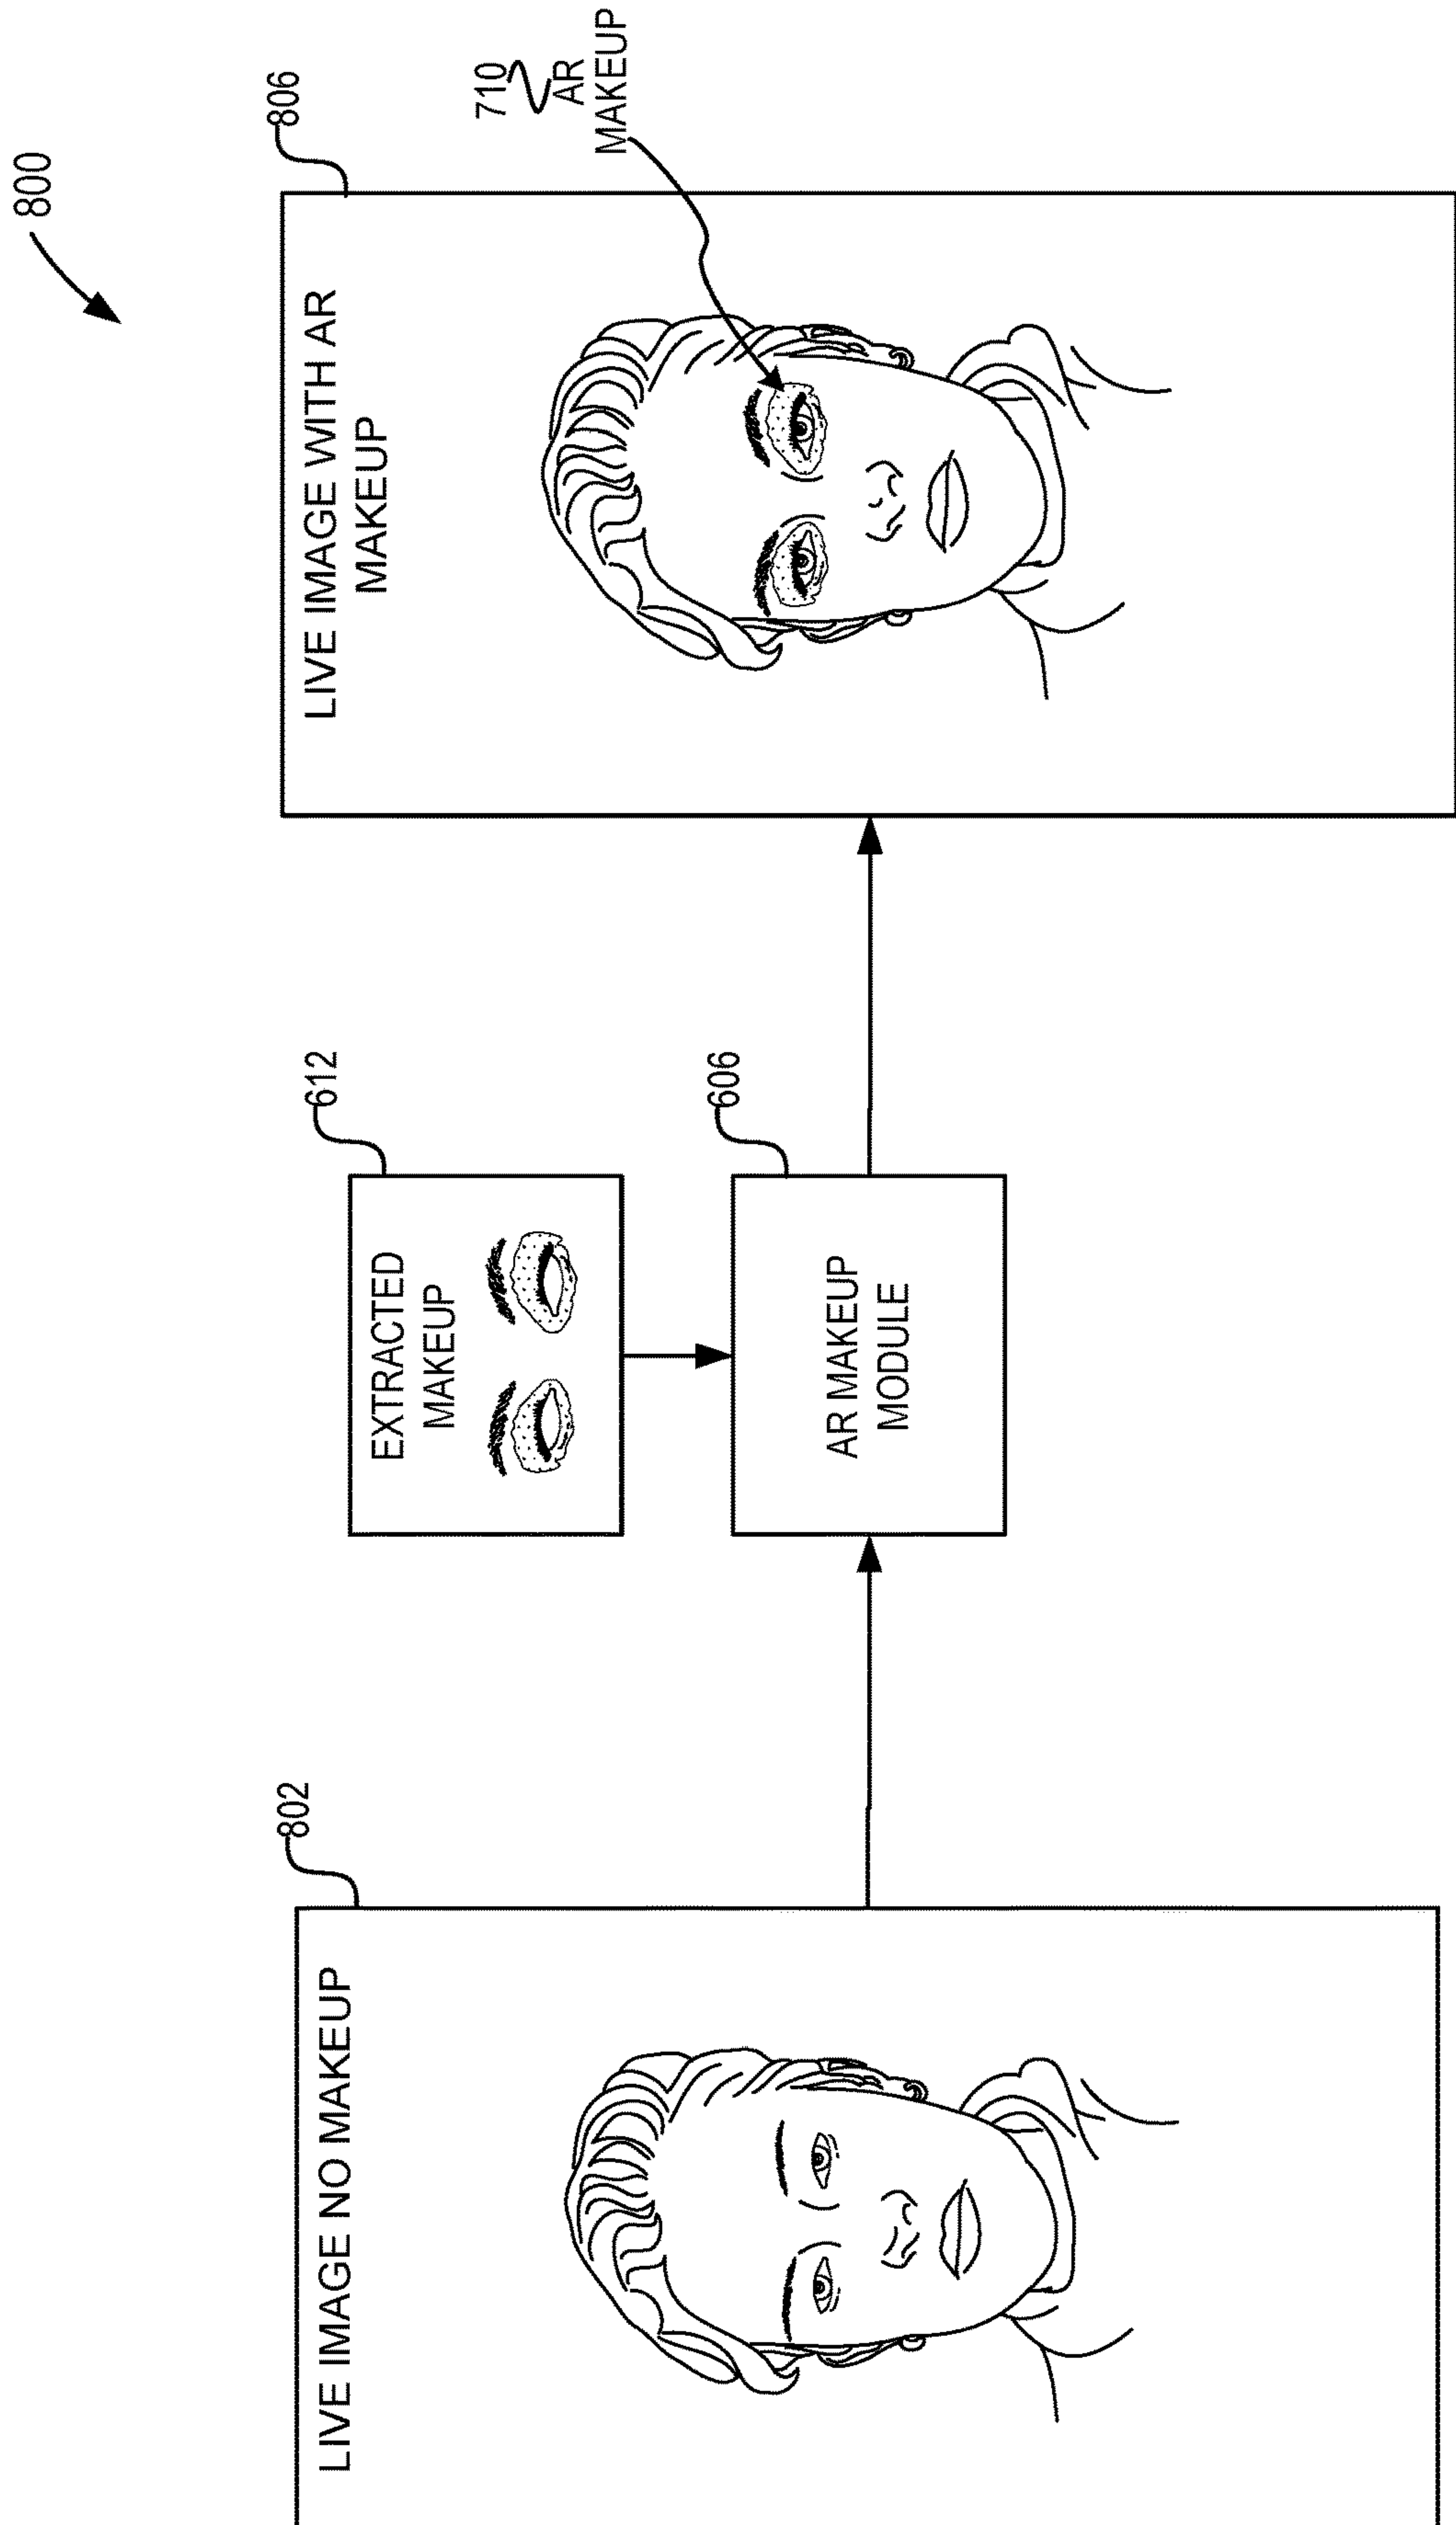 800
802
LIVE IMAGE NO MAKEUP
612
EXTRACTED
MAKEUP
606
AR MAKEUP
MODULE
806
LIVE IMAGE WITH AR
MAKEUP
710
AR
MAKEUP